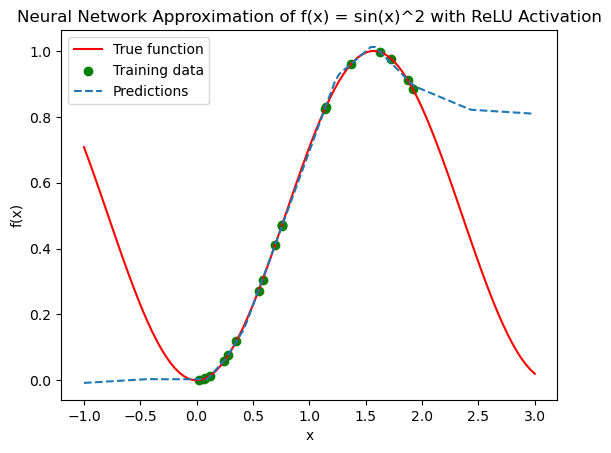 Neural Network Approximation of f(x) = sin(x)^2 with ReLU Activation
True function
Training data
Predictions
f(x)
1.0
0.8
0.6
0.4
0.2
0.0
−1.0 −0.5 0.0 0.5 1.0 1.5 2.0 2.5 3.0
x